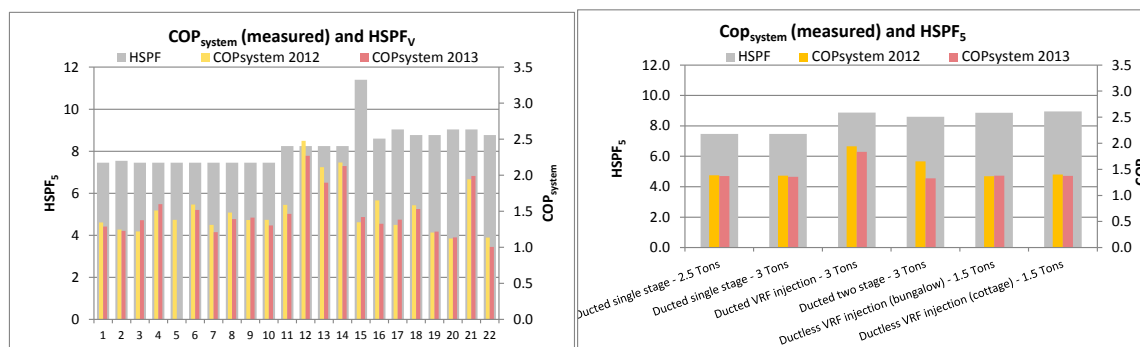 COPsystem (measured) and HSPFV
HSPF COPsystem 2012 COPsystem 2013
12
10
8
6
4
2
0
HSPF5
3.5
3.0
2.5
2.0
1.5
1.0
0.5
0.0
COPsystem
1 2 3 4 5 6 7 8 9 10 11 12 13 14 15 16 17 18 19 20 21 22
Copsystem (measured) and HSPF5
HSPF COPsystem 2012 COPsystem 2013
12.0
10.0
8.0
6.0
4.0
2.0
0.0
HSPF5
3.5
3.0
2.5
2.0
1.5
1.0
0.5
0.0
Ducted single stage - 2.5 Tons
Ducted single stage - 3 Tons
Ducted VRF injection - 3 Tons
Ducted two stage - 3 Tons
Ductless VRF injection (bungalow) - 1.5 Tons
Ductless VRF injection (cottage) - 1.5 Tons